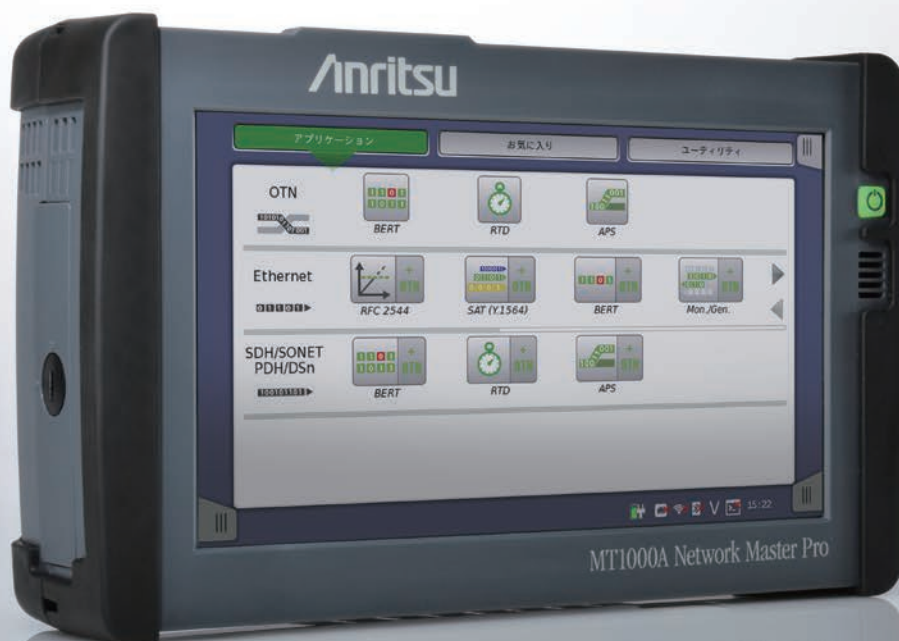 Anritsu
アプリケーション
お気に入り
ユーティリティ
OTN
BERT
RTD
APS
Ethernet
RFC 2544
SAT (Y.1564)
BERT
Mon./Gen.
SDH/SONET
PDH/DSn
BERT
RTD
APS
15:22
MT1000A Network Master Pro